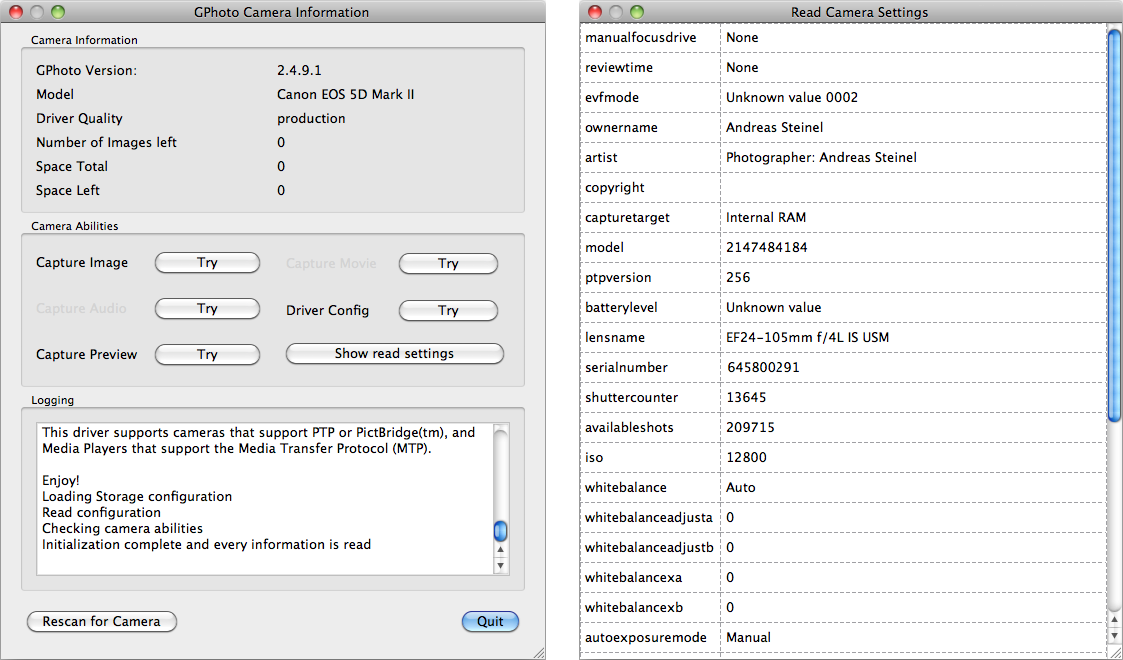 GPhoto Camera Information
Camera Information
GPhoto Version: 2.4.9.1
Model Canon EOS 5D Mark II
Driver Quality production
Number of Images left 0
Space Total 0
Space Left 0
Camera Abilities
Capture Image Try Capture Movie Try
Capture Audio Try Driver Config Try
Capture Preview Try Show read settings
Logging
This driver supports cameras that support PTP or PictBridge(tm), and
Media Players that support the Media Transfer Protocol (MTP).
Enjoy!
Loading Storage configuration
Read configuration
Checking camera abilities
Initialization complete and every information is read
Rescan for Camera Quit
Read Camera Settings
manualfocusdrive None
reviewtime None
evfmode Unknown value 0002
ownername Andreas Steinel
artist Photographer: Andreas Steinel
copyright
capturetarget Internal RAM
model 2147484184
ptpversion 256
batterylevel Unknown value
lensname EF24-105mm f/4L IS USM
serialnumber 645800291
shuttercounter 13645
availableshots 209715
iso 12800
whitebalance Auto
whitebalanceadjusta 0
whitebalanceadjustb 0
whitebalancexa 0
whitebalancexb 0
autoexposuremode Manual